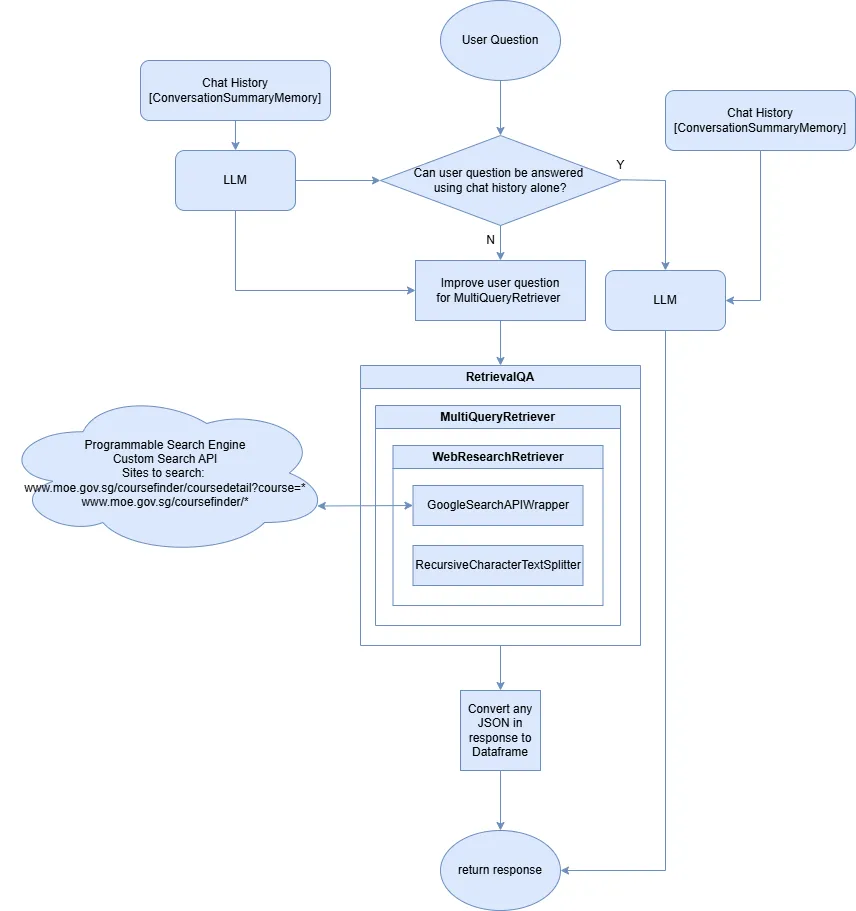 User Question
Chat History
[ConversationSummaryMemory]
Chat History
[ConversationSummaryMemory]
LLM
Can user question be answered
using chat history alone?
Y
N
Improve user question
for MultiQueryRetriever
LLM
RetrievalQA
MultiQueryRetriever
WebResearchRetriever
GoogleSearchAPIWrapper
RecursiveCharacterTextSplitter
Programmable Search Engine
Custom Search API
Sites to search:
www.moe.gov.sg/coursefinder/coursedetail?course=*
www.moe.gov.sg/coursefinder/*
Convert any
JSON in
response to
Dataframe
return response